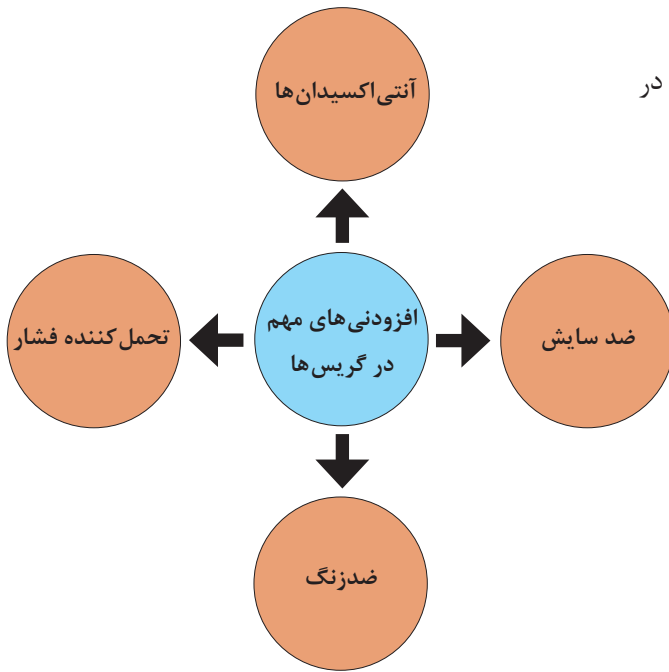 در
آنتی‌اکسیدان‌ها
افزودنی‌های مهم
در گریس‌ها
ضد سایش
تحمل‌کننده فشار
ضدزنگ